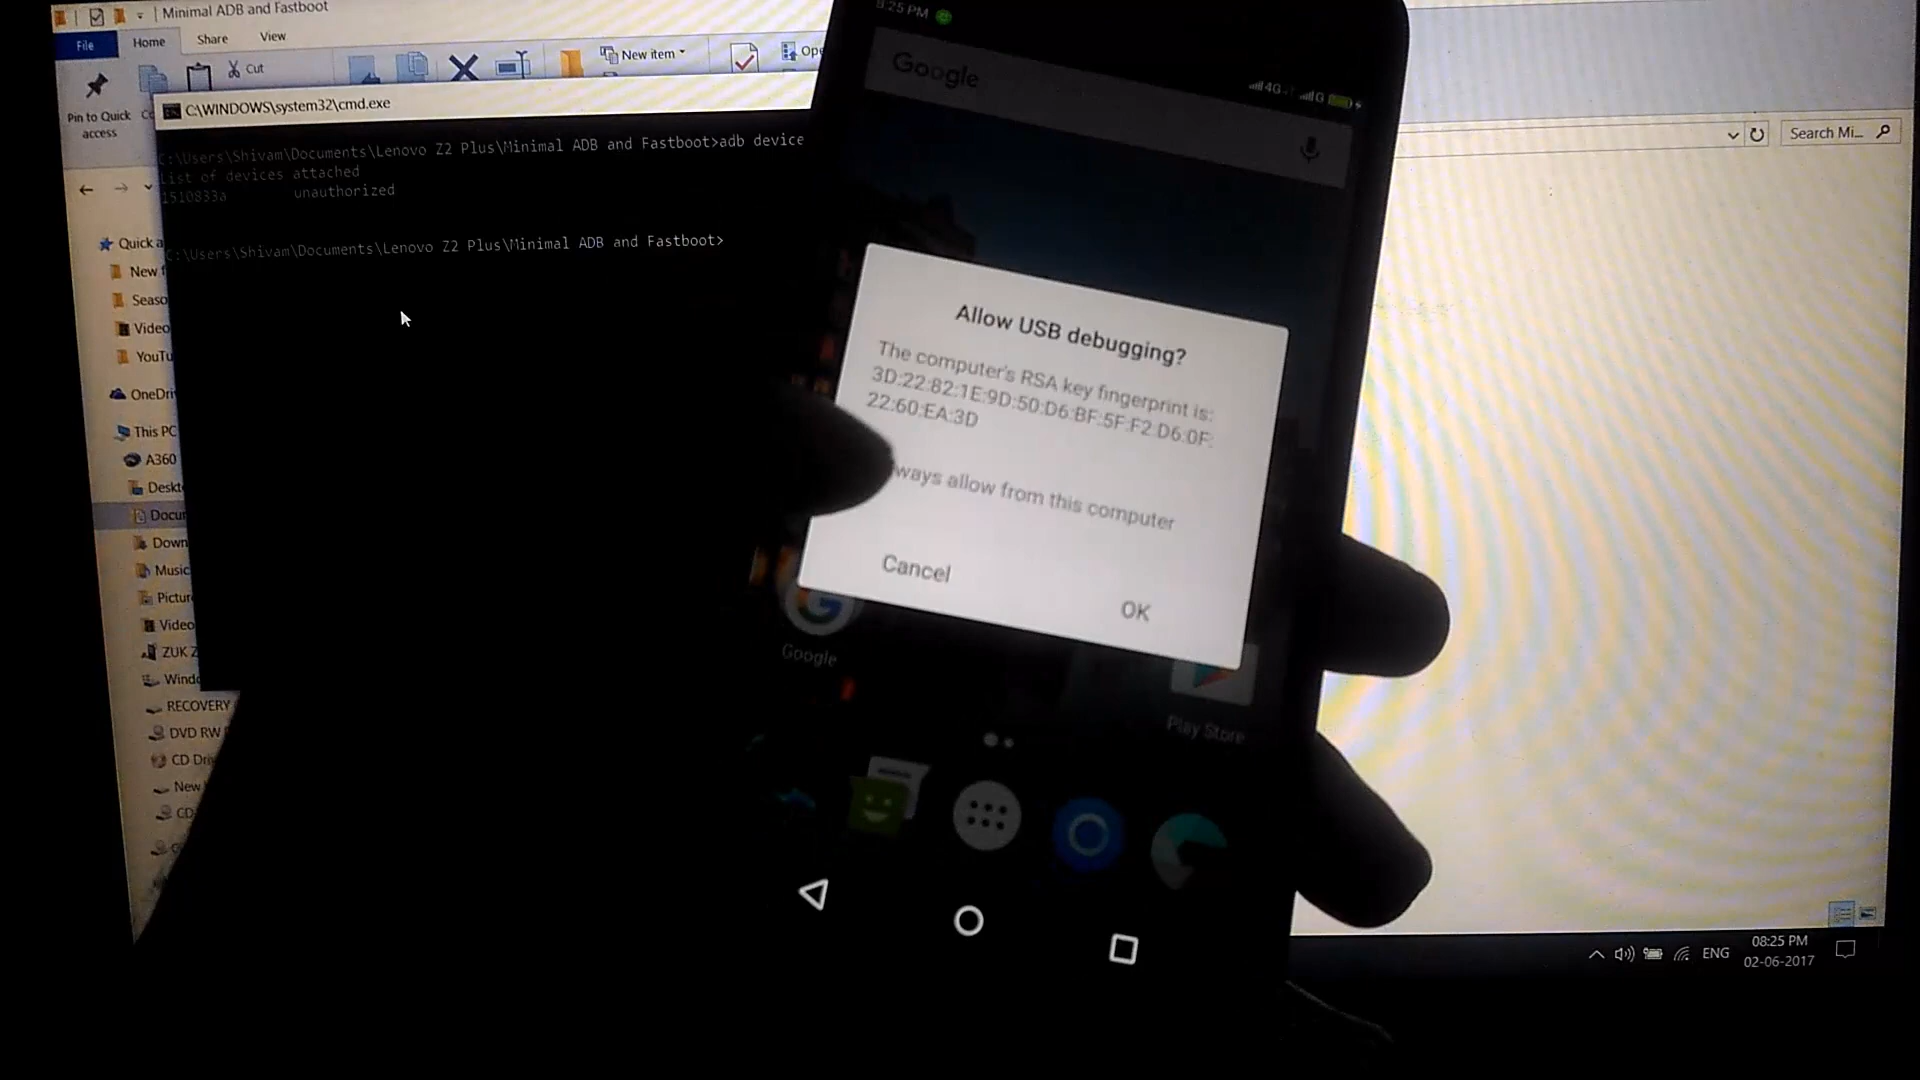 Minimal ADB and Fastboot
File
Home
Share
View
Pin to Quick
access
Cut
New item
C:\WINDOWS\system32\cmd.exe
C:\Users\Shivam\Documents\Lenovo Z2 Plus\Minimal ADB and Fastboot>adb device
List of devices attached
1510833a unauthorized
C:\Users\Shivam\Documents\Lenovo Z2 Plus\Minimal ADB and Fastboot>
Search Mi...
Quick a
New
Seaso
Video
YouTu
OneDri
This PC
A360
Deskt
Docu
Down
Music
Pictur
Video
ZUK Z
Windo
RECOVERY
DVD RW
CD Dri
New
CD
8:25 PM
4G
G
Google
Allow USB debugging?
The computer's RSA key fingerprint is:
3D:22:82:1E:9D:50:D6:BF:5F:F2:D6:0F:
22:60:EA:3D
ways allow from this computer
Cancel
OK
Google
Play Store
ENG
08:25 PM
02-06-2017